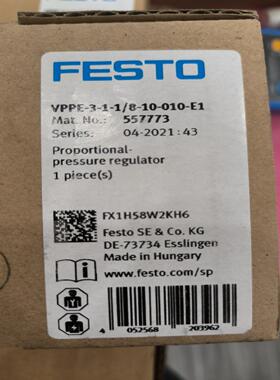 FESTO
VPPE-3-1-1/8-10-010-E1
Mat. No.: 557773
Series: 04-2021:43
Proportional-
pressure regulator
1 piece(s)
FX1H58W2KH6
Festo SE & Co. KG
DE-73734 Esslingen
Made in Hungary
www.festo.com/sp
4 052568 203962